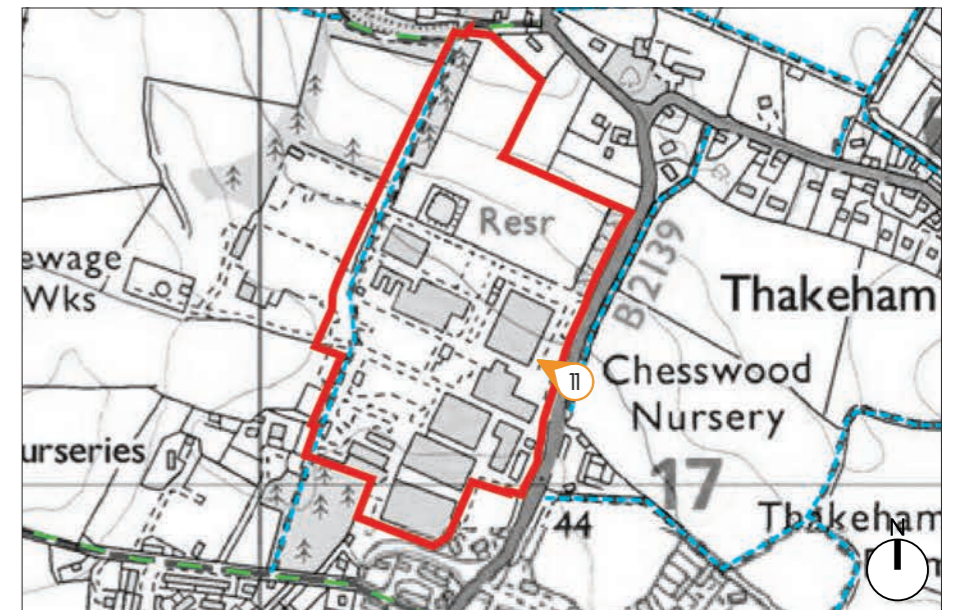 Resr
ewage
Wks
B2139
Thakeham
11
Chesswood
Nursery
urseries
17
44
Thakeham
N